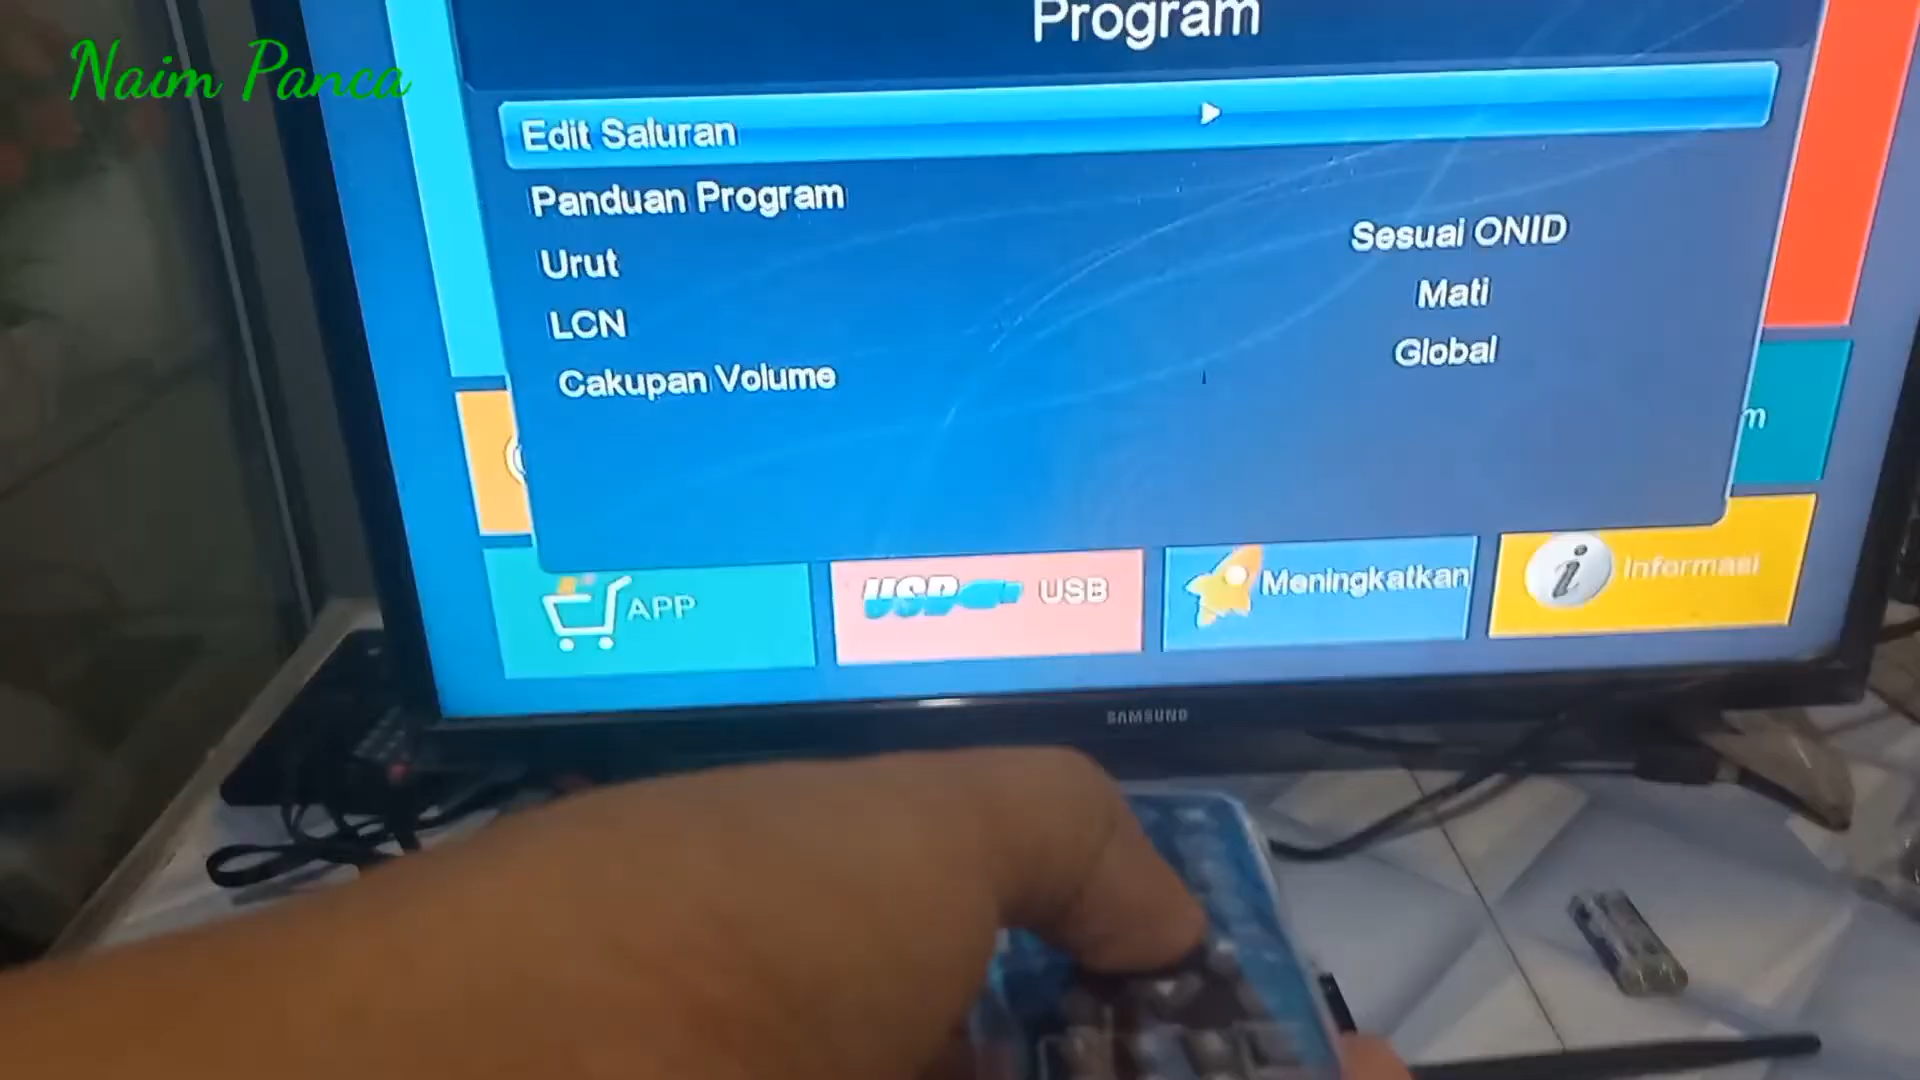 Naim Panca
Program
Edit Saluran
Panduan Program
Urut
Sesuai ONID
LCN
Mati
Cakupan Volume
Global
m
APP
USB USB
Meningkatkan
i Informasi
SAMSUNG